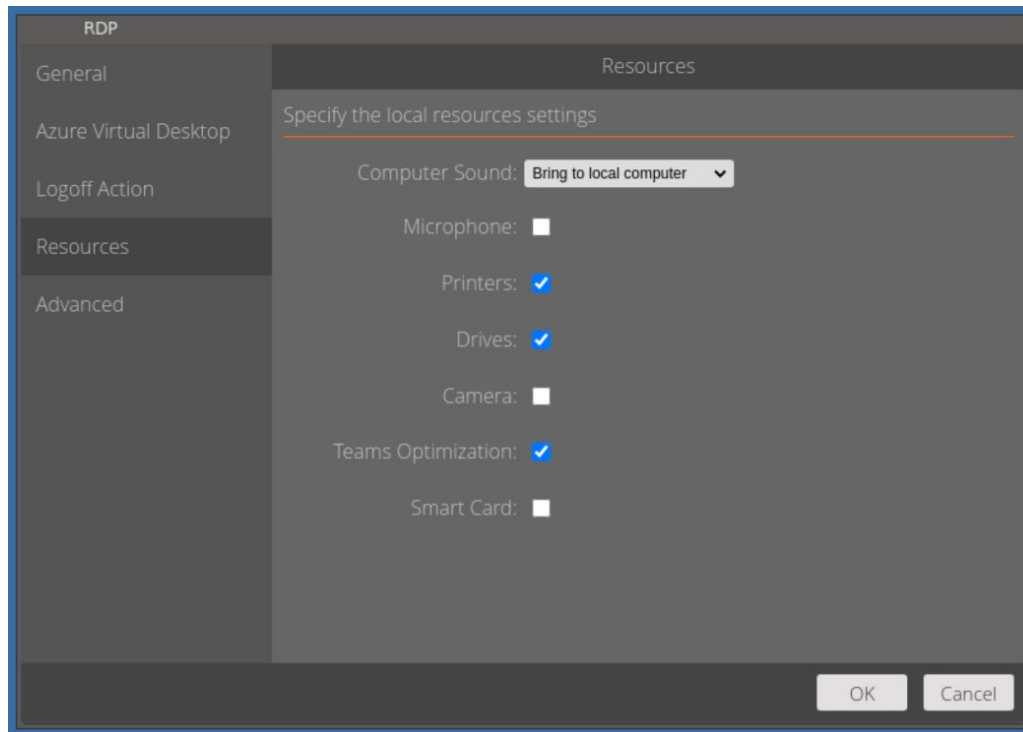 RDP
General
Azure Virtual Desktop
Logoff Action
Resources
Advanced
Resources
Specify the local resources settings
Computer Sound: Bring to local computer
Microphone:
Printers:
Drives:
Camera:
Teams Optimization:
Smart Card:
OK Cancel